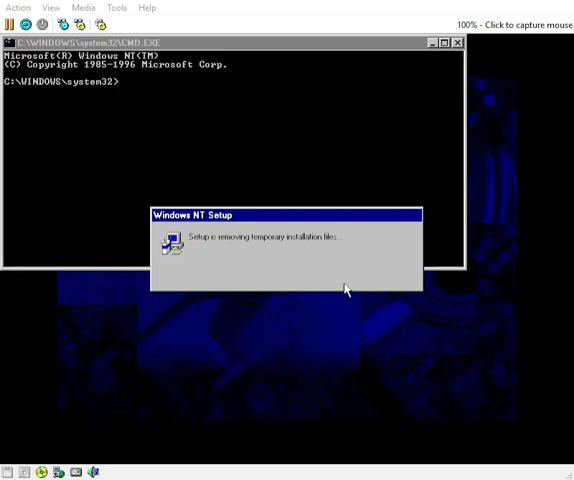 Action View Media Tools Help
100% - Click to capture mouse
C:\WINDOWS\system32\CMD.EXE
Microsoft(R) Windows NT(TM)
(C) Copyright 1985-1996 Microsoft Corp.
C:\WINDOWS\system32>
Windows NT Setup
Setup is removing temporary installation files...